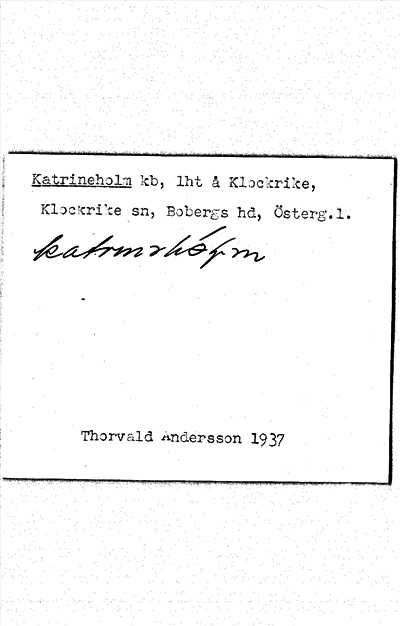 Katrineholm kb, lht å Klockrike,
Klockrike sn, Bobergs hd, Österg.l.
Thorvald Andersson 1937